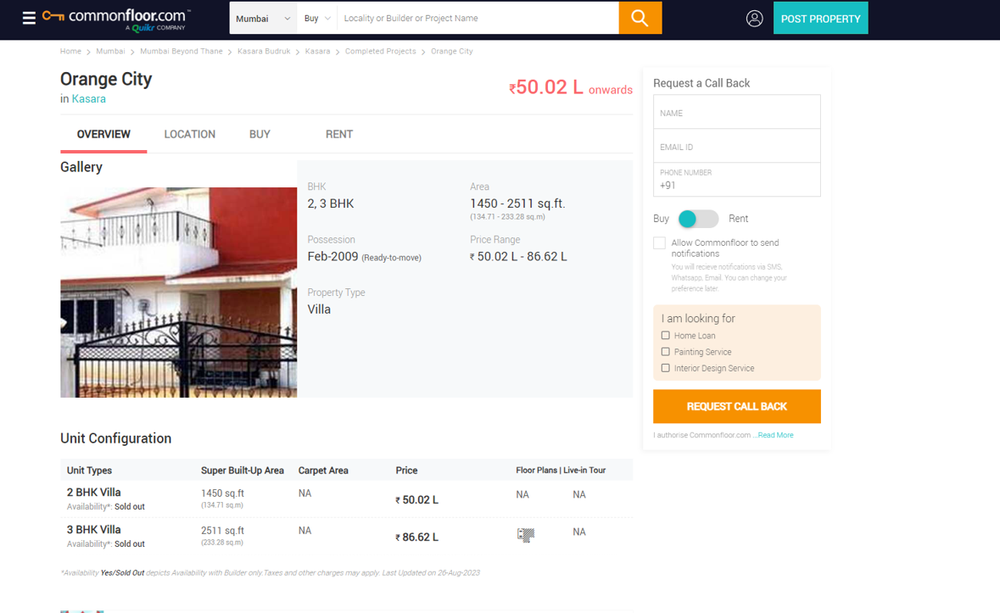 commonfloor.com™
A Quikr COMPANY
Mumbai
Buy
Locality or Builder or Project Name
POST PROPERTY
Home > Mumbai > Mumbai Beyond Thane > Kasara Budruk > Kasara > Completed Projects > Orange City
Orange City
in Kasara
₹50.02 L onwards
OVERVIEW LOCATION BUY RENT
Gallery
BHK
2, 3 BHK
Area
1450 - 2511 sq.ft.
(134.71 - 233.28 sq.m)
Possession
Feb-2009 (Ready-to-move)
Price Range
₹ 50.02 L - 86.62 L
Property Type
Villa
Unit Configuration
Unit Types Super Built-Up Area Carpet Area Price Floor Plans | Live-in Tour
2 BHK Villa 1450 sq.ft NA ₹ 50.02 L NA NA
Availability*: Sold out (134.71 sq.m)
3 BHK Villa 2511 sq.ft NA ₹ 86.62 L NA
Availability*: Sold out (233.28 sq.m)
*Availability Yes/Sold Out depicts Availability with Builder only.Taxes and other charges may apply. Last Updated on 26-Aug-2023
Request a Call Back
NAME
EMAIL ID
PHONE NUMBER
+91
Buy Rent
Allow Commonfloor to send
notifications
You will recieve notifications via SMS,
Whatsapp, Email. You can change your
preference later.
I am looking for
Home Loan
Painting Service
Interior Design Service
REQUEST CALL BACK
I authorise Commonfloor.com ...Read More